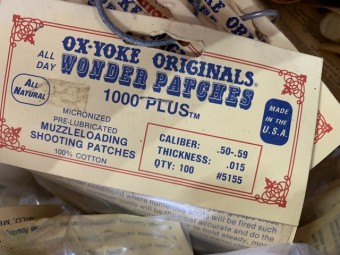 OX-YOKE ORIGINALS®
ALL DAY
WONDER PATCHES
All Natural
1000 PLUS™
MADE IN THE U.S.A.
MICRONIZED
PRE-LUBRICATED
MUZZLELOADING
SHOOTING PATCHES
100% COTTON
CALIBER: .50-.59
THICKNESS: .015
QTY: 100 #5155